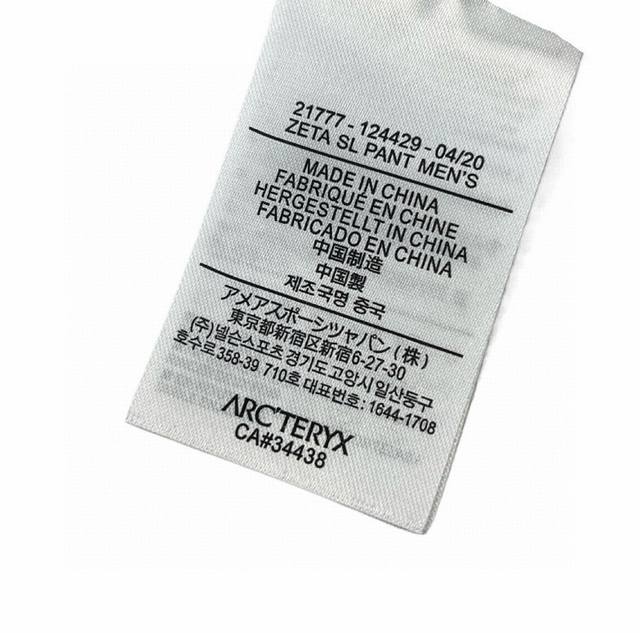 21777 - 124429 - 04/20
ZETA SL PANT MEN'S
MADE IN CHINA
FABRIQUÉ EN CHINE
HERGESTELLT IN CHINA
FABRICADO EN CHINA
中国制造
中国製
제조국명 중국
アメアスポーツジャパン(株)
東京都新宿区新宿6-27-30
(주)넬슨스포츠 경기도 고양시 일산동구
호수로 358-39 710호 대표번호: 1644-1708
ARC'TERYX
CA#34438